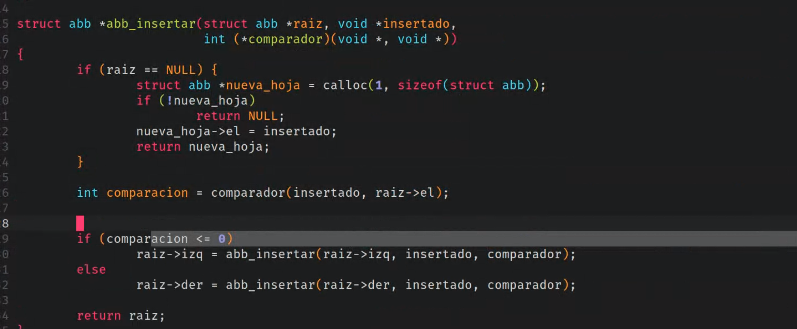 4
5 struct abb *abb_insertar(struct abb *raiz, void *insertado,
6 int (*comparador)(void *, void *))
7 {
8 if (raiz == NULL) {
9 struct abb *nueva_hoja = calloc(1, sizeof(struct abb));
0 if (!nueva_hoja)
1 return NULL;
2 nueva_hoja->el = insertado;
3 return nueva_hoja;
4 }
5
6 int comparacion = comparador(insertado, raiz->el);
7
8
9 if (comparacion <= 0)
0 raiz->izq = abb_insertar(raiz->izq, insertado, comparador);
1 else
2 raiz->der = abb_insertar(raiz->der, insertado, comparador);
3
4 return raiz;